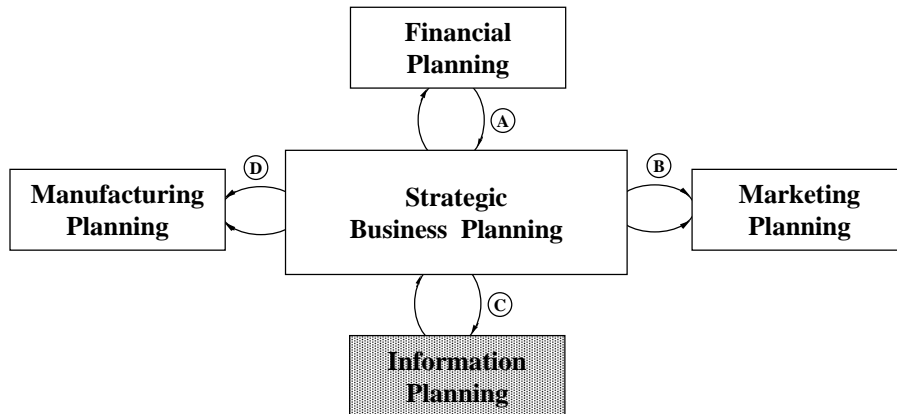 Financial
Planning
A
D
B
Manufacturing
Planning
Strategic
Business Planning
Marketing
Planning
C
Information
Planning